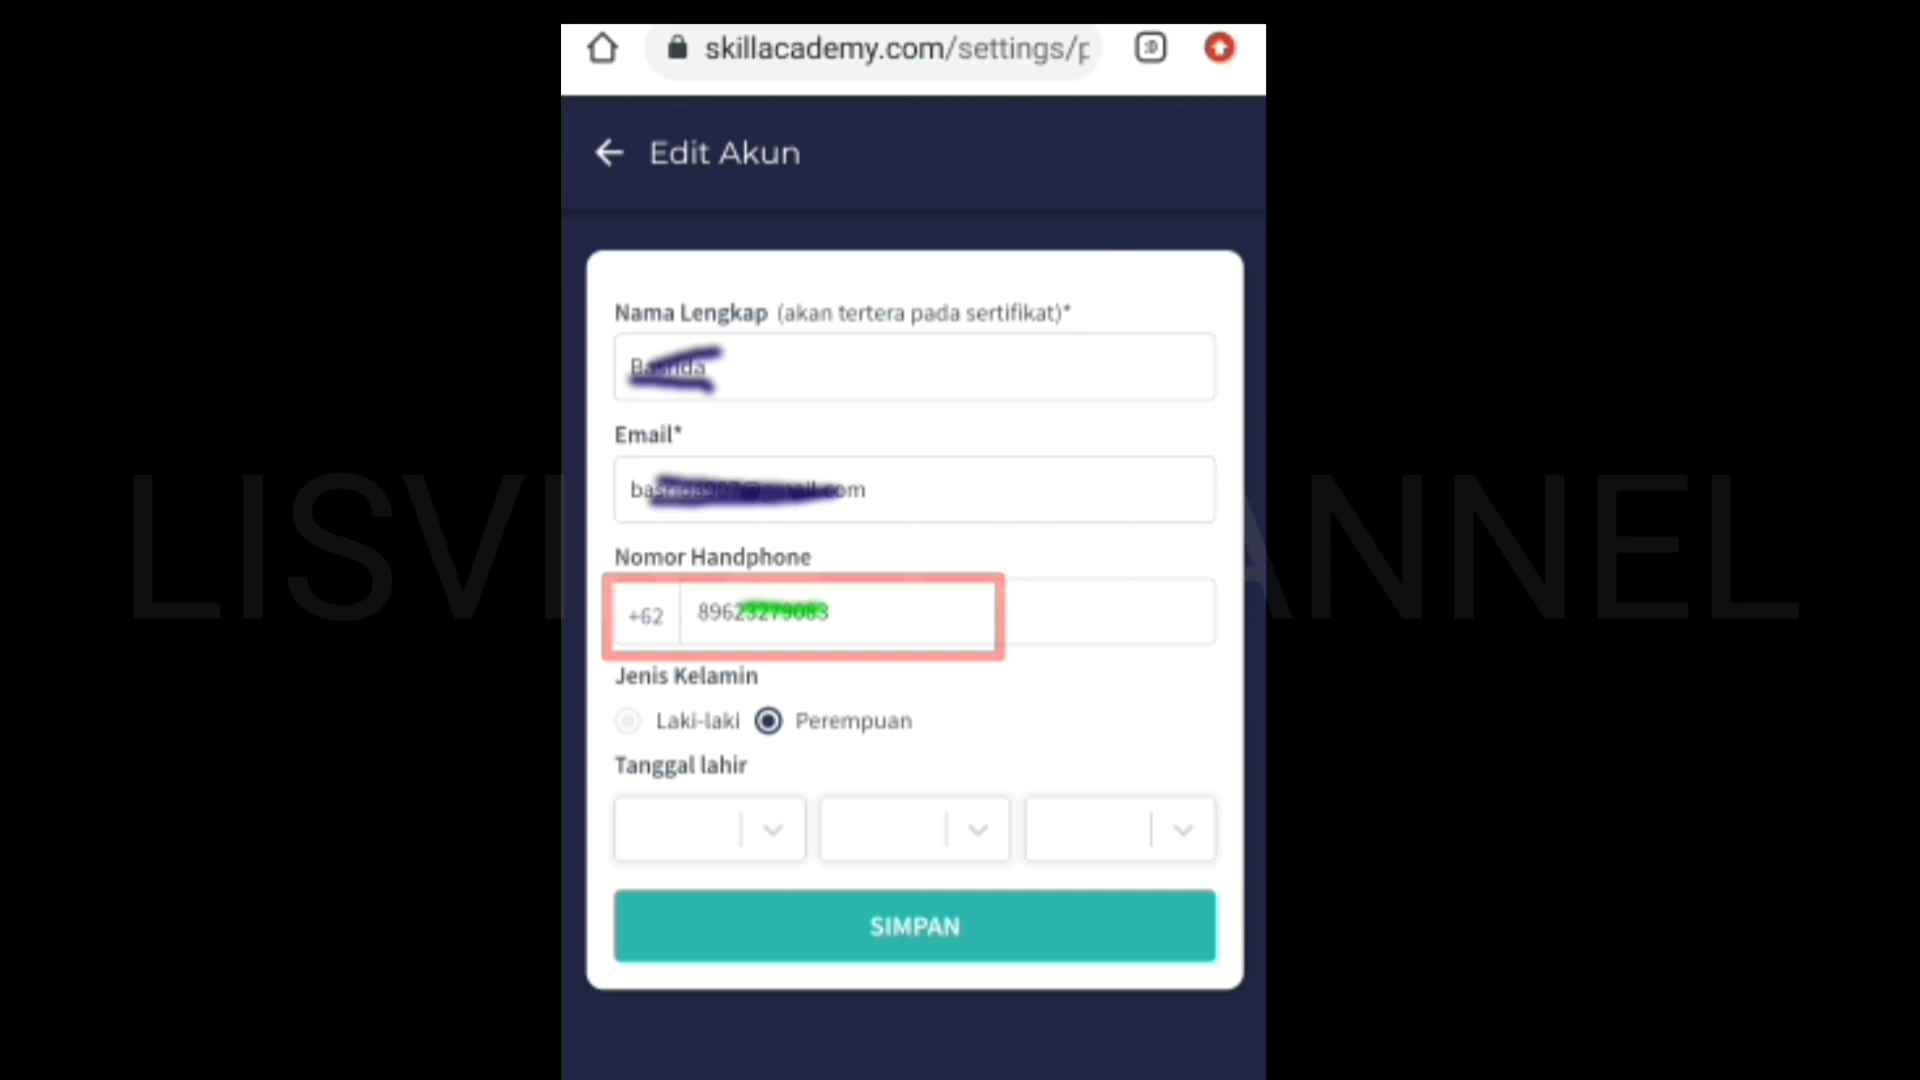 skillacademy.com/settings/p
Edit Akun
Nama Lengkap (akan tertera pada sertifikat)*
Email*
Nomor Handphone
+62
Jenis Kelamin
Laki-laki Perempuan
Tanggal lahir
SIMPAN